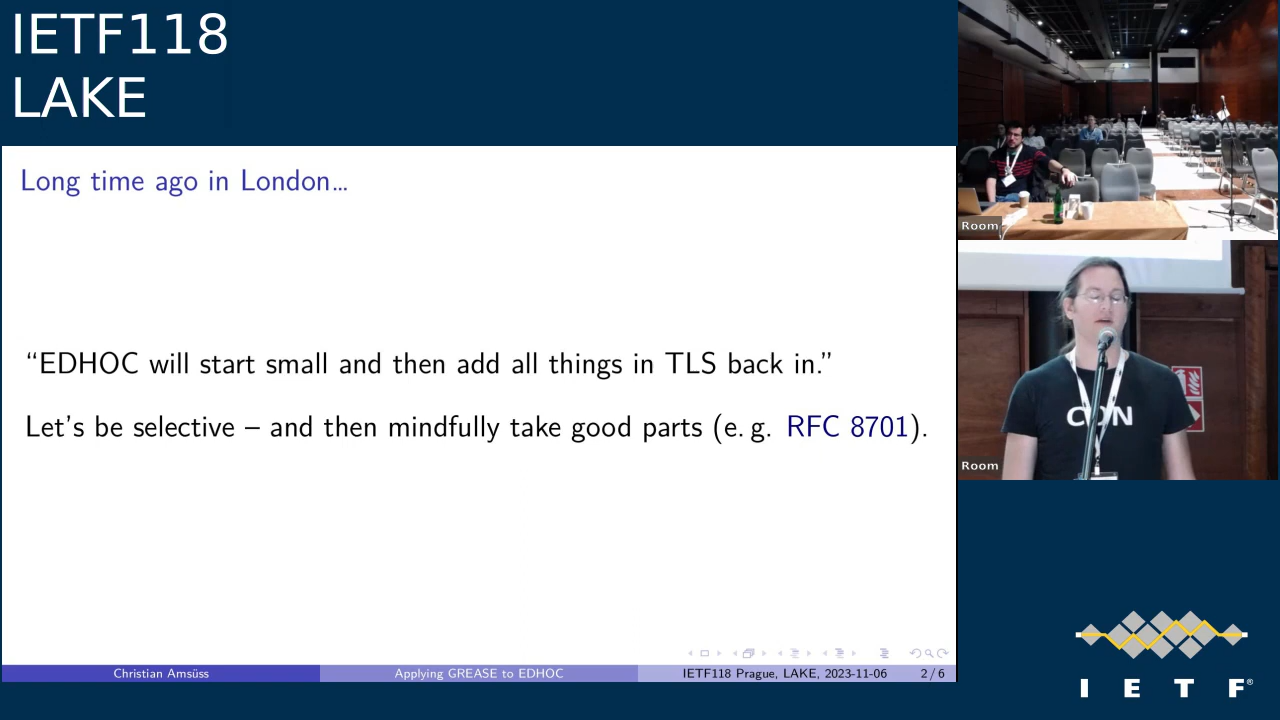 IETF118
LAKE
Long time ago in London…
“EDHOC will start small and then add all things in TLS back in.”
Let’s be selective – and then mindfully take good parts (e. g. RFC 8701).
Christian Amsüss
Applying GREASE to EDHOC
IETF118 Prague, LAKE, 2023-11-06
2 / 6
Room
Room
I E T F®